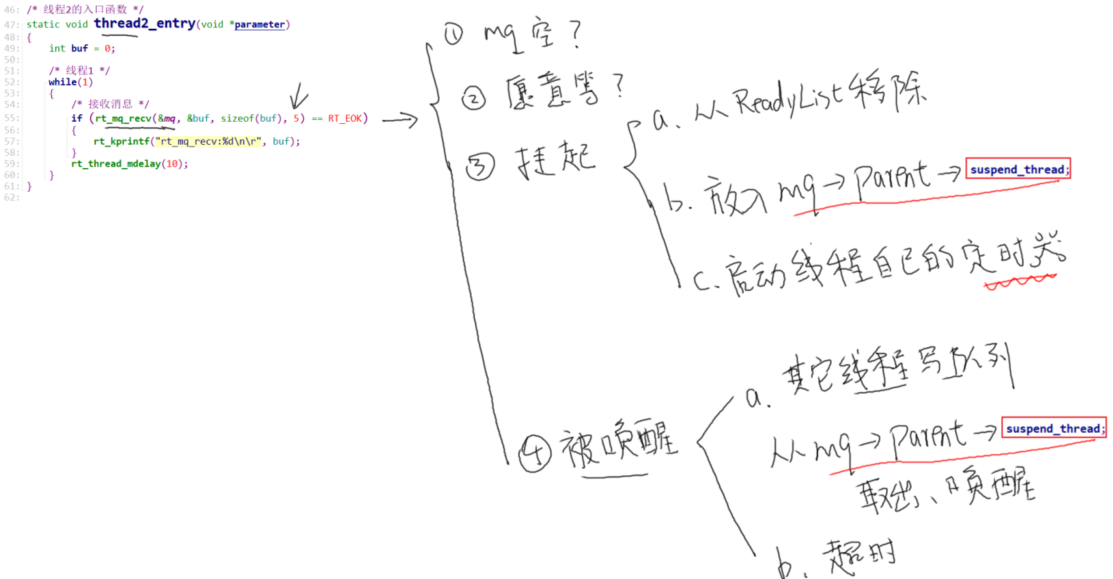 46: /* 线程2的入口函数 */
47: static void thread2_entry(void *parameter)
48: {
49:     int buf = 0;
50:
51:     /* 线程1 */
52:     while(1)
53:     {
54:         /* 接收消息 */
55:         if (rt_mq_recv(&mq, &buf, sizeof(buf), 5) == RT_EOK)
56:         {
57:             rt_kprintf("rt_mq_recv:%d\n\r", buf);
58:         }
59:         rt_thread_mdelay(10);
60:     }
61: }
62:
① mq 空?
② 愿意等?
③ 挂起
a. 从ReadyList移除
b. 放入 mq→parent→suspend_thread;
c. 启动线程自己的定时器
④ 被唤醒
a. 其它线程写队列
从mq→parent→suspend_thread;
取出、唤醒
b. 超时